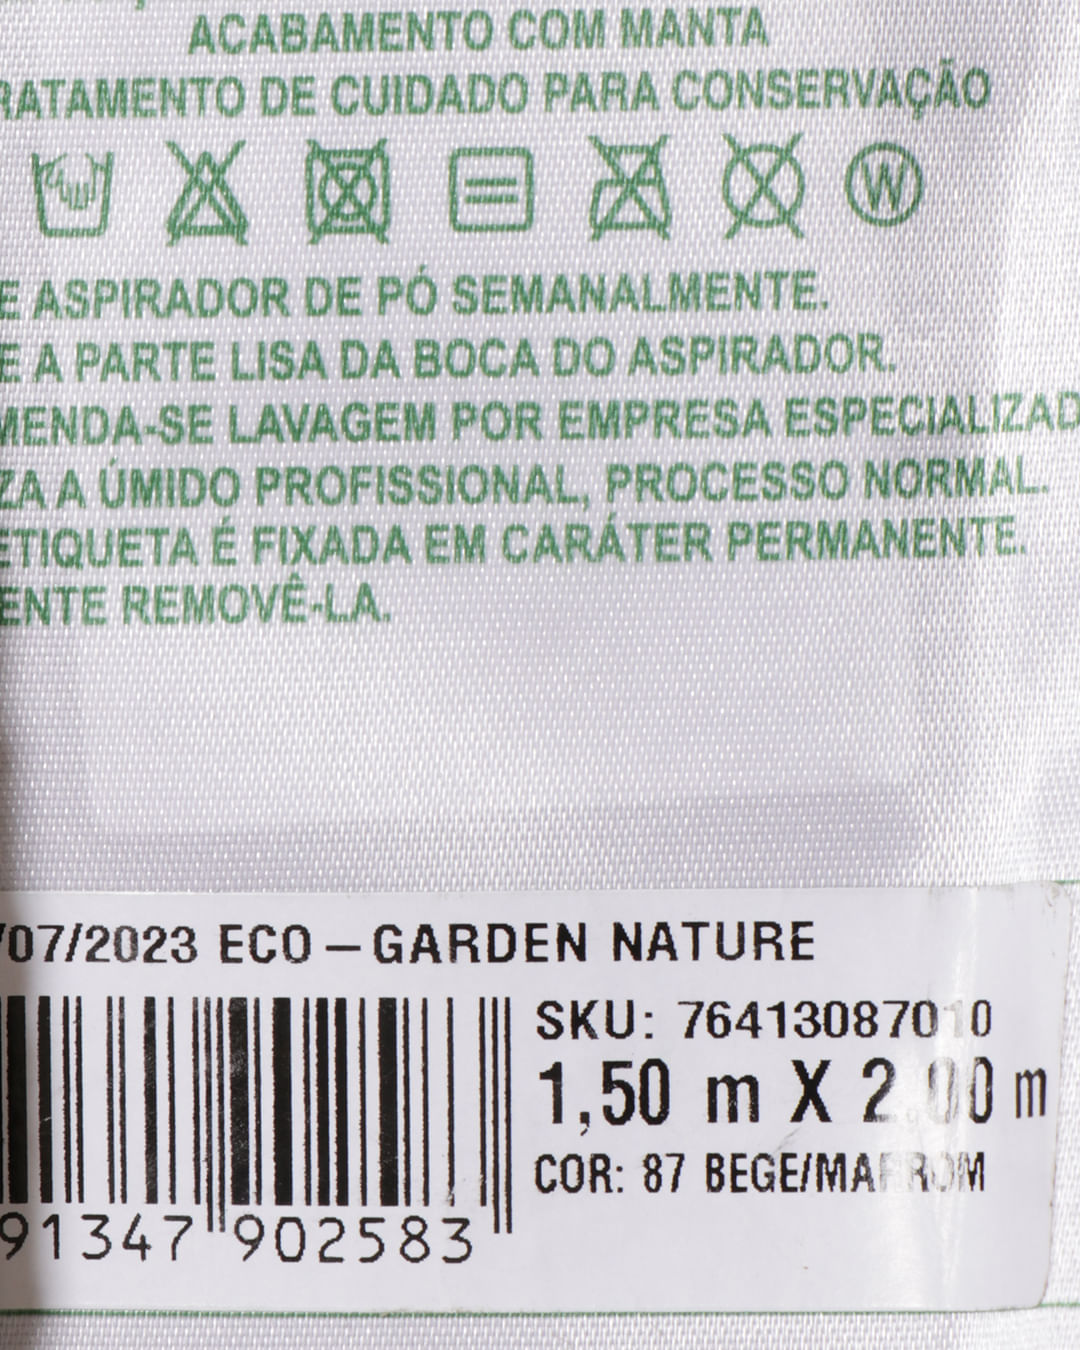 ACABAMENTO COM MANTA
RATAMENTO DE CUIDADO PARA CONSERVAÇÃO
W
E ASPIRADOR DE PÓ SEMANALMENTE.
E A PARTE LISA DA BOCA DO ASPIRADOR.
MENDA-SE LAVAGEM POR EMPRESA ESPECIALIZAD
ZA A ÚMIDO PROFISSIONAL, PROCESSO NORMAL.
ETIQUETA É FIXADA EM CARÁTER PERMANENTE.
ENTE REMOVÊ-LA.
/07/2023 ECO – GARDEN NATURE
SKU: 76413087010
1,50 m X 2.00 m
COR: 87 BEGE/MARROM
91347 902583